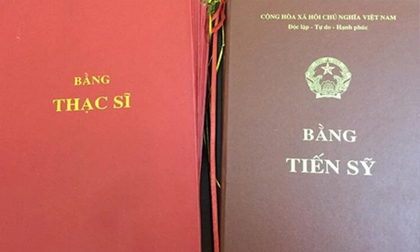 BẰNG
THẠC SĨ
CỘNG HÒA XÃ HỘI CHỦ NGHĨA VIỆT NAM
Độc lập - Tự do - Hạnh phúc
BẰNG
TIẾN SỸ